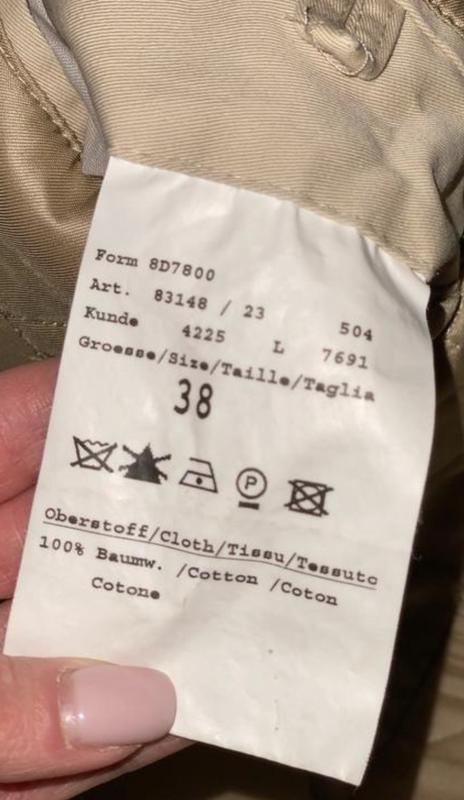 Form 8D7800
Art. 83148 / 23 504
Kunde 4225 L 7691
Groesse/Size/Taille/Taglia
38
P
Oberstoff/Cloth/Tissu/Tessuto
100% Baumw. /Cotton /Coton
Cotone